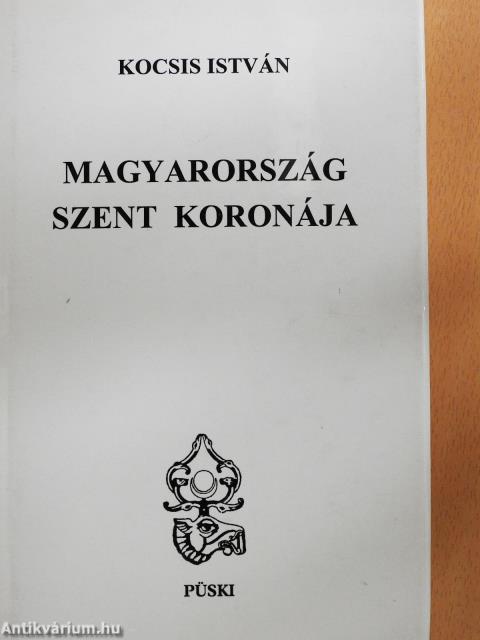 KOCSIS ISTVÁN
MAGYARORSZÁG
SZENT KORONÁJA
PÜSKI
Antikvárium.hu